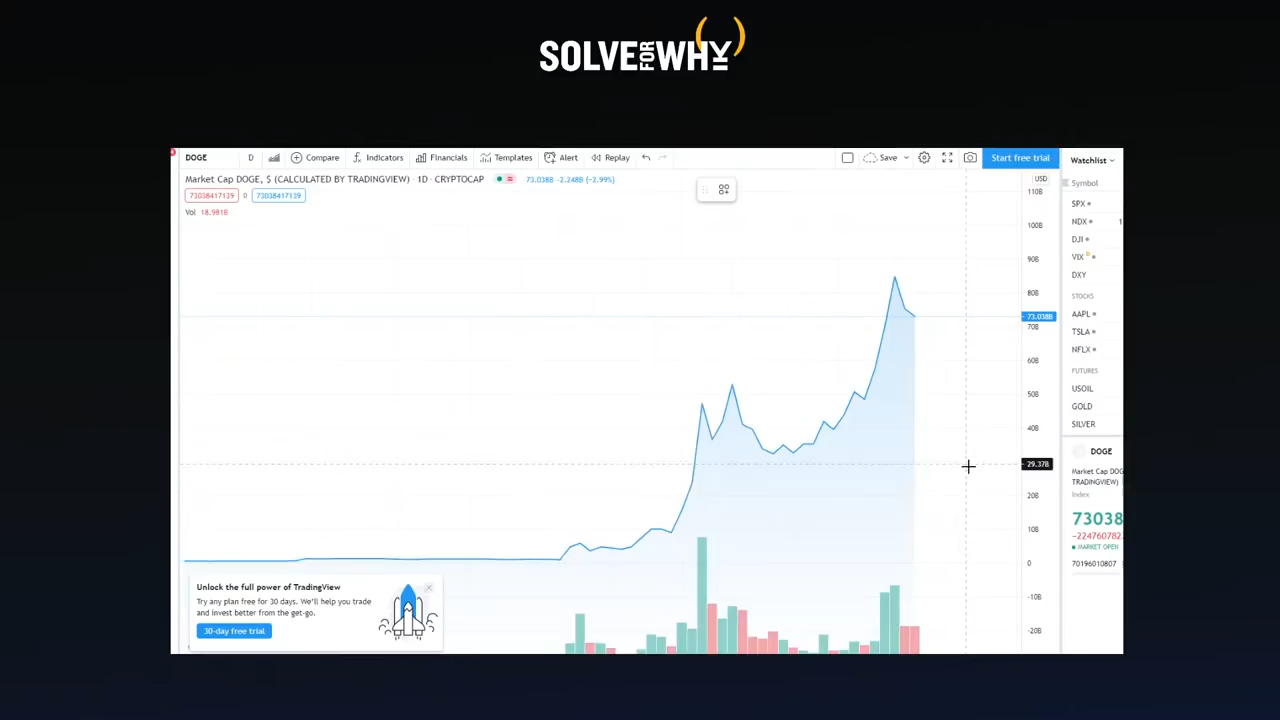 SOLVE FOR WHY
DOGE D Compare Indicators Financials Templates Alert Replay Save Start free trial
Market Cap DOGE, $ (CALCULATED BY TRADINGVIEW) · 1D · CRYPTOCAP 73.038B -2.248B (-2.99%)
73038417139 0 73038417139
Vol 18.981B
USD
110B
100B
90B
80B
73.038B
70B
60B
50B
40B
29.37B
20B
10B
0
-10B
-20B
Watchlist
Symbol
SPX
NDX 1
DJI
VIX
DXY
STOCKS
AAPL
TSLA
NFLX
FUTURES
USOIL
GOLD
SILVER
DOGE
Market Cap DOG
TRADINGVIEW)
Index
73038
−224760782
MARKET OPEN
70196010807
Unlock the full power of TradingView
Try any plan free for 30 days. We'll help you trade
and invest better from the get-go.
30-day free trial